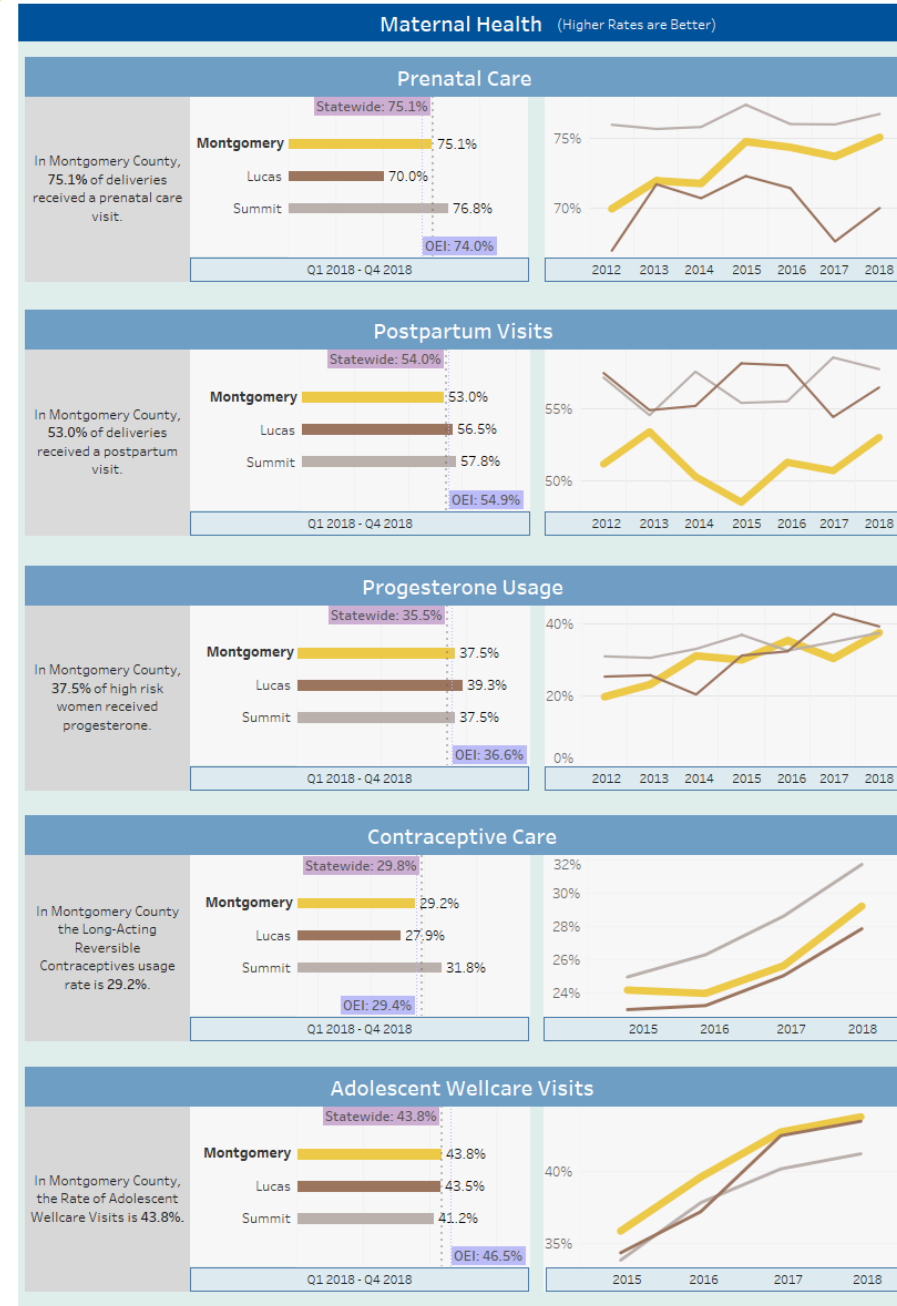 Maternal Health (Higher Rates are Better)
Prenatal Care
In Montgomery County,
75.1% of deliveries
received a prenatal care
visit.
Statewide: 75.1%
Montgomery 75.1%
Lucas 70.0%
Summit 76.8%
OEI: 74.0%
Q1 2018 - Q4 2018
75%
70%
2012 2013 2014 2015 2016 2017 2018
Postpartum Visits
In Montgomery County,
53.0% of deliveries
received a postpartum
visit.
Statewide: 54.0%
Montgomery 53.0%
Lucas 56.5%
Summit 57.8%
OEI: 54.9%
Q1 2018 - Q4 2018
55%
50%
2012 2013 2014 2015 2016 2017 2018
Progesterone Usage
In Montgomery County,
37.5% of high risk
women received
progesterone.
Statewide: 35.5%
Montgomery 37.5%
Lucas 39.3%
Summit 37.5%
OEI: 36.6%
Q1 2018 - Q4 2018
40%
20%
0%
2012 2013 2014 2015 2016 2017 2018
Contraceptive Care
In Montgomery County
the Long-Acting
Reversible
Contraceptives usage
rate is 29.2%.
Statewide: 29.8%
Montgomery 29.2%
Lucas 27.9%
Summit 31.8%
OEI: 29.4%
Q1 2018 - Q4 2018
32%
30%
28%
26%
24%
2015 2016 2017 2018
Adolescent Wellcare Visits
In Montgomery County,
the Rate of Adolescent
Wellcare Visits is 43.8%.
Statewide: 43.8%
Montgomery 43.8%
Lucas 43.5%
Summit 41.2%
OEI: 46.5%
Q1 2018 - Q4 2018
40%
35%
2015 2016 2017 2018